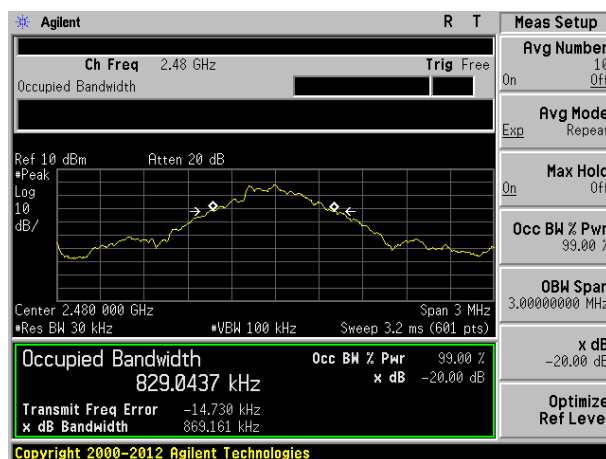 Agilent R T Meas Setup
Ch Freq 2.48 GHz Trig Free
Occupied Bandwidth
Ref 10 dBm Atten 20 dB
#Peak
Log
10
dB/
Center 2.480 000 GHz Span 3 MHz
#Res BW 30 kHz #VBW 100 kHz Sweep 3.2 ms (601 pts)
Occupied Bandwidth Occ BW % Pwr 99.00 %
829.0437 kHz x dB -20.00 dB
Transmit Freq Error -14.730 kHz
x dB Bandwidth 869.161 kHz
Avg Number
10
On Off
Avg Mode
Exp Repeat
Max Hold
On Off
Occ BW % Pwr
99.00 %
OBW Span
3.00000000 MHz
x dB
-20.00 dB
Optimize
Ref Level
Copyright 2000-2012 Agilent Technologies